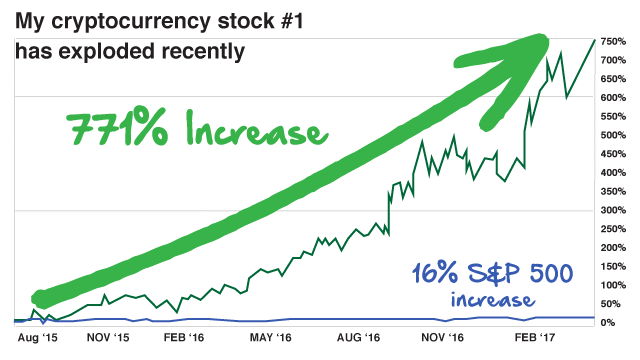 My cryptocurrency stock #1
has exploded recently
771% Increase
16% S&P 500
increase
750%
700%
650%
600%
550%
500%
450%
400%
350%
300%
250%
200%
150%
100%
50%
0%
Aug ‘15 NOV ‘15 FEB ‘16 MAY ‘16 AUG ‘16 NOV ‘16 FEB ‘17